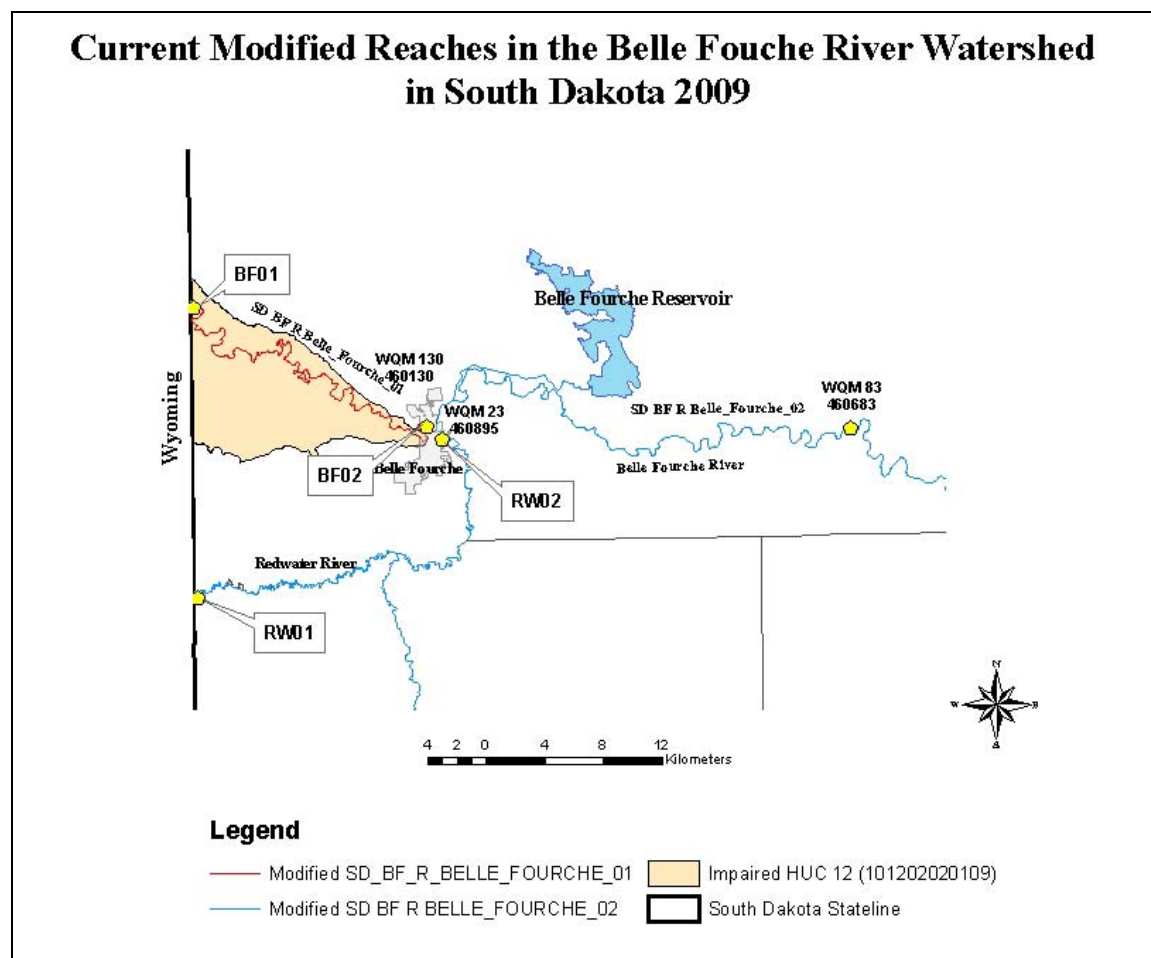 Current Modified Reaches in the Belle Fouche River Watershed
in South Dakota 2009
BF01
SD BF R Belle_Fourche_01
Belle Fourche Reservoir
WQM 130
460130
WQM 23
460895
WQM 83
460683
SD BF R Belle_Fourche_02
Belle Fourche River
Wyoming
BF02
Belle Fourche
RW02
Redwater River
RW01
N
W E
S
4 2 0 4 8 12
Kilometers
Legend
Modified SD_BF_R_BELLE_FOURCHE_01
Impaired HUC 12 (101202020109)
Modified SD BF R BELLE_FOURCHE_02
South Dakota Stateline